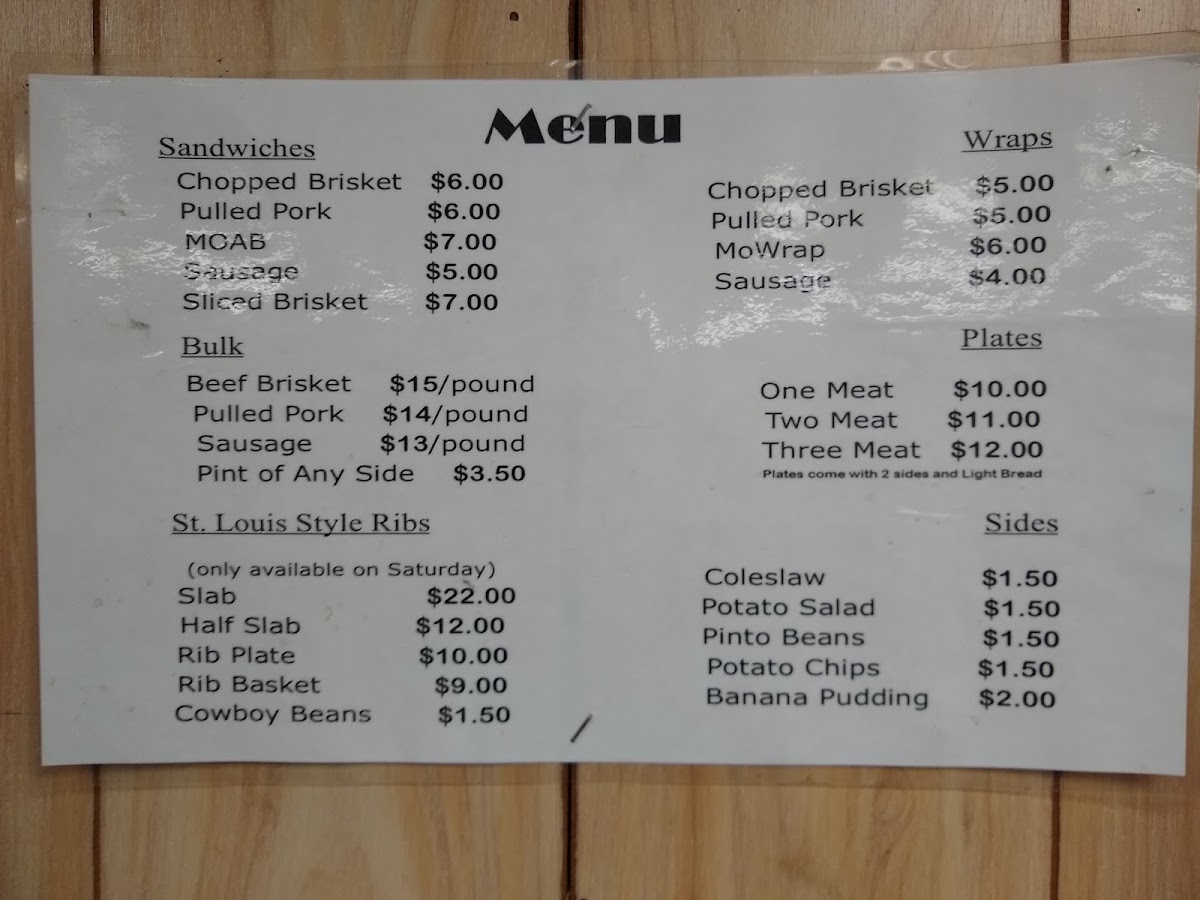 Menu
Sandwiches
Chopped Brisket $6.00
Pulled Pork $6.00
MOAB $7.00
Sausage $5.00
Sliced Brisket $7.00
Bulk
Beef Brisket $15/pound
Pulled Pork $14/pound
Sausage $13/pound
Pint of Any Side $3.50
St. Louis Style Ribs
(only available on Saturday)
Slab $22.00
Half Slab $12.00
Rib Plate $10.00
Rib Basket $9.00
Cowboy Beans $1.50
Wraps
Chopped Brisket $5.00
Pulled Pork $5.00
MoWrap $6.00
Sausage $4.00
Plates
One Meat $10.00
Two Meat $11.00
Three Meat $12.00
Plates come with 2 sides and Light Bread
Sides
Coleslaw $1.50
Potato Salad $1.50
Pinto Beans $1.50
Potato Chips $1.50
Banana Pudding $2.00